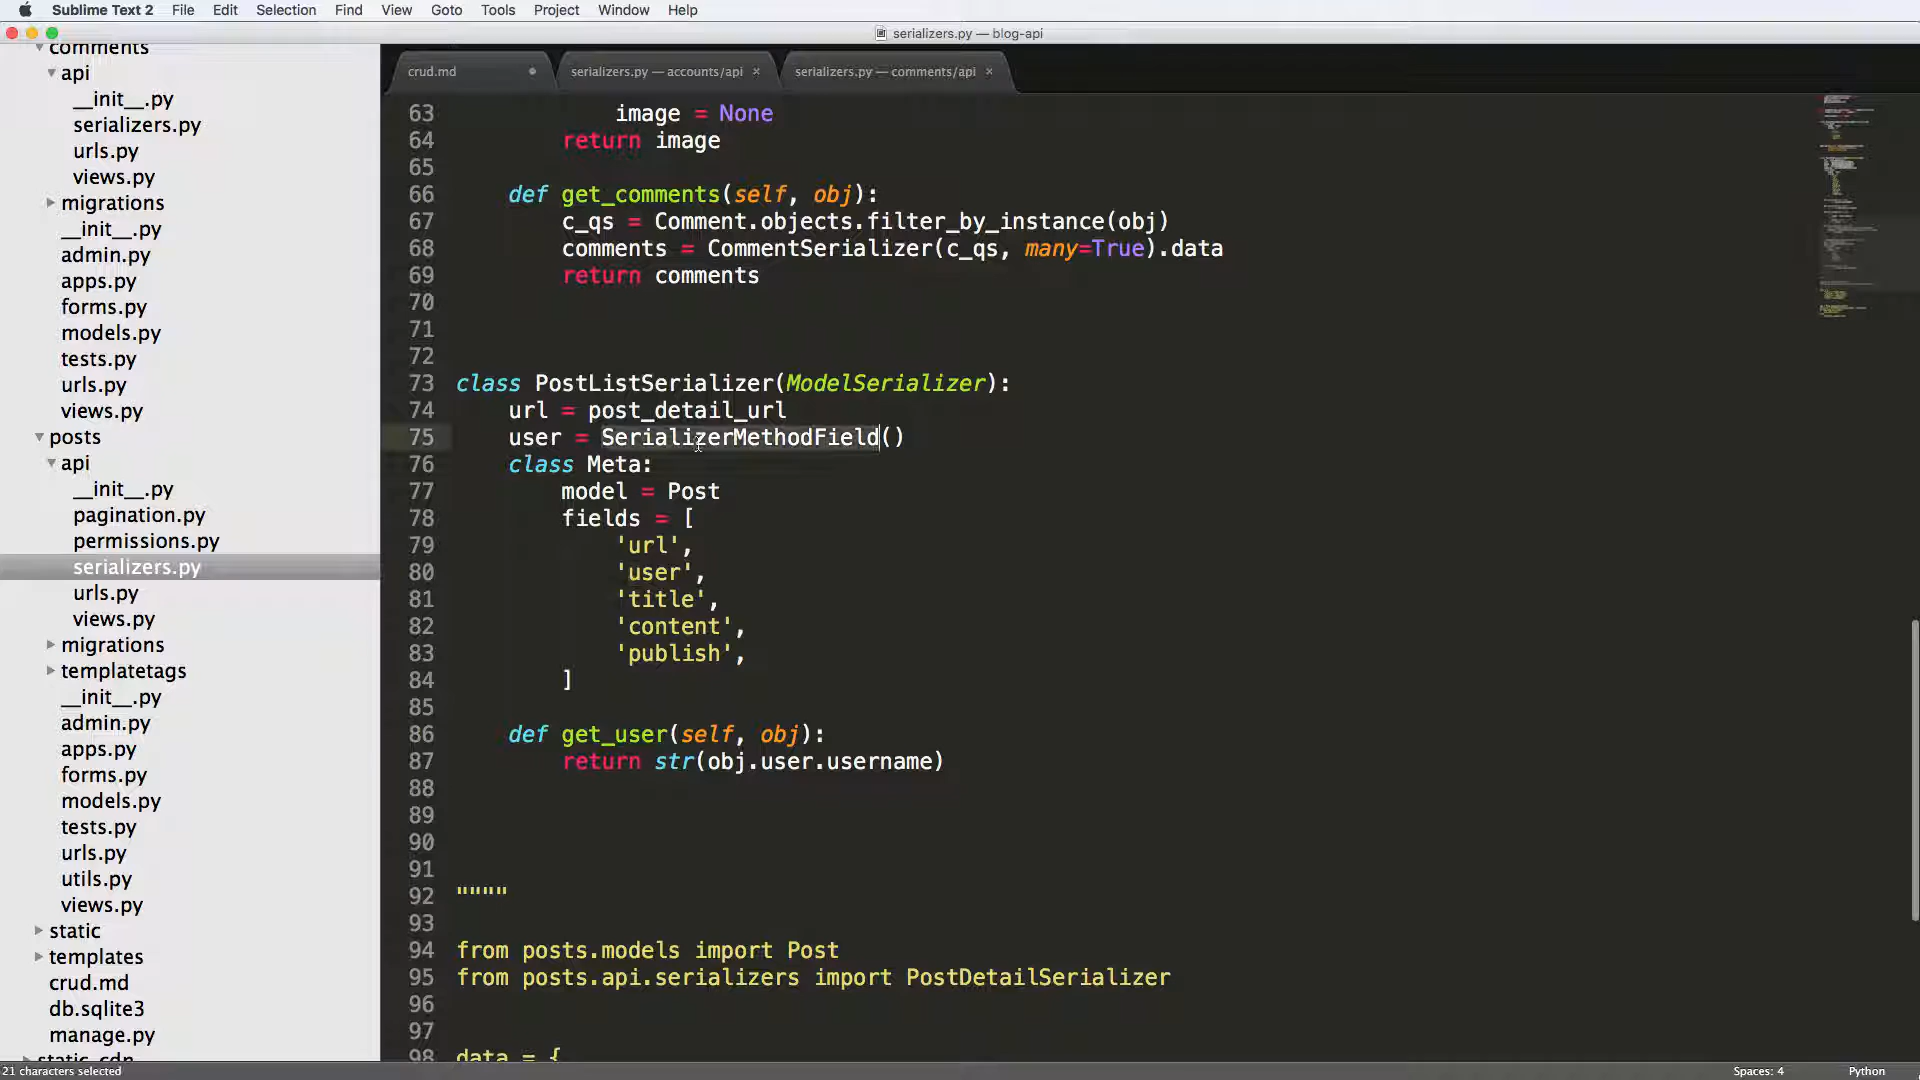 Sublime Text 2 File Edit Selection Find View Goto Tools Project Window Help
serializers.py — blog-api
comments
api
__init__.py
serializers.py
urls.py
views.py
migrations
__init__.py
admin.py
apps.py
forms.py
models.py
tests.py
urls.py
views.py
posts
api
__init__.py
pagination.py
permissions.py
serializers.py
urls.py
views.py
migrations
templatetags
__init__.py
admin.py
apps.py
forms.py
models.py
tests.py
urls.py
utils.py
views.py
static
templates
crud.md
db.sqlite3
manage.py
static_cdn
crud.md serializers.py — accounts/api × serializers.py — comments/api ×
63 image = None
64 return image
65
66 def get_comments(self, obj):
67 c_qs = Comment.objects.filter_by_instance(obj)
68 comments = CommentSerializer(c_qs, many=True).data
69 return comments
70
71
72
73 class PostListSerializer(ModelSerializer):
74 url = post_detail_url
75 user = SerializerMethodField()
76 class Meta:
77 model = Post
78 fields = [
79 'url',
80 'user',
81 'title',
82 'content',
83 'publish',
84 ]
85
86 def get_user(self, obj):
87 return str(obj.user.username)
88
89
90
91
92 """"
93
94 from posts.models import Post
95 from posts.api.serializers import PostDetailSerializer
96
97
98 data = {
21 characters selected Spaces: 4 Python